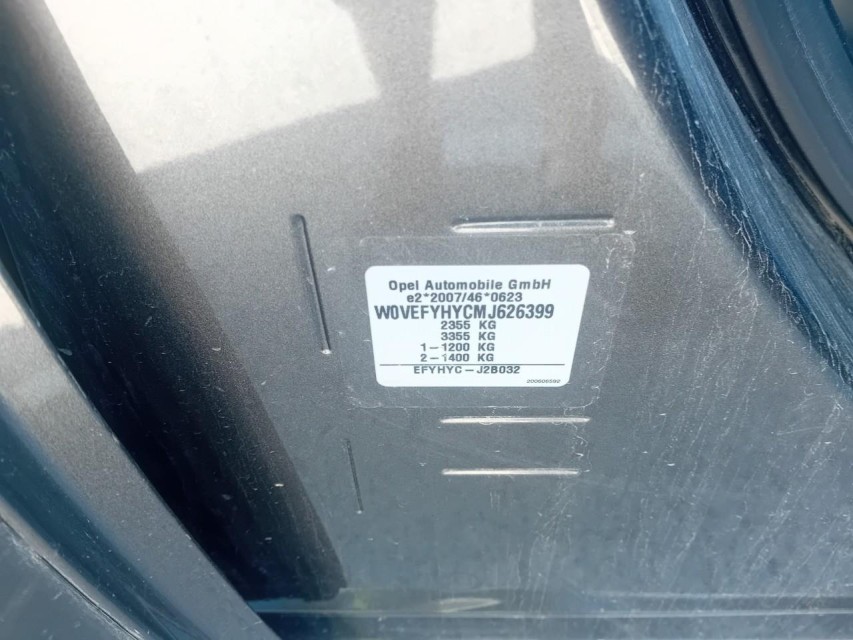 Opel Automobile GmbH
e2*2007/46*0623
W0VEFYHYCMJ626399
2355 KG
3355 KG
1-1200 KG
2-1400 KG
EFYHYC-J2B032